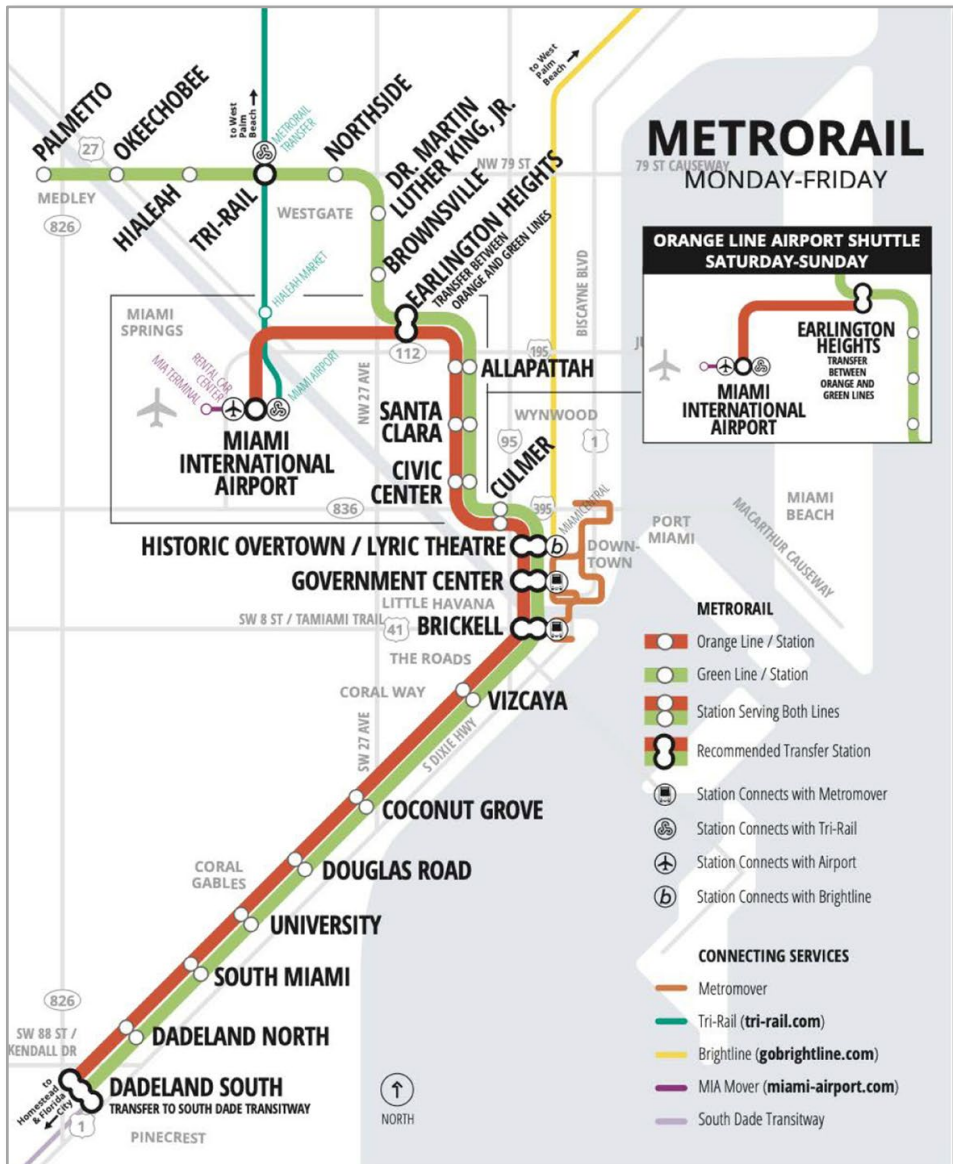 to West
Palm
Beach
to West
Palm
Beach
METRORAIL
TRANSFER
PALMETTO
OKEECHOBEE
HIALEAH
TRI-RAIL
NORTHSIDE
DR. MARTIN
LUTHER KING, JR.
BROWNSVILLE
EARLINGTON HEIGHTS
TRANSFER BETWEEN
ORANGE AND GREEN LINES
27
MEDLEY
826
WESTGATE
NW 79 ST
79 ST CAUSEWAY
METRORAIL
MONDAY-FRIDAY
ORANGE LINE AIRPORT SHUTTLE
SATURDAY-SUNDAY
EARLINGTON
HEIGHTS
TRANSFER
BETWEEN
ORANGE AND
GREEN LINES
MIAMI
INTERNATIONAL
AIRPORT
BISCAYNE BLVD
HIALEAH MARKET
MIAMI
SPRINGS
RENTAL CAR
CENTER
MIA TERMINAL
MIAMI AIRPORT
112
NW 27 AVE
195
ALLAPATTAH
MIAMI
INTERNATIONAL
AIRPORT
SANTA
CLARA
WYNWOOD
95
1
CIVIC
CENTER
CULMER
836
395
MIAMICENTRAL
HISTORIC OVERTOWN / LYRIC THEATRE
b
DOWN-
TOWN
PORT
MIAMI
MACARTHUR CAUSEWAY
MIAMI
BEACH
GOVERNMENT CENTER
LITTLE HAVANA
SW 8 ST / TAMIAMI TRAIL
41
BRICKELL
THE ROADS
CORAL WAY
VIZCAYA
SW 27 AVE
S DIXIE HWY
COCONUT GROVE
CORAL
GABLES
DOUGLAS ROAD
UNIVERSITY
SOUTH MIAMI
826
SW 88 ST /
KENDALL DR
DADELAND NORTH
DADELAND SOUTH
TRANSFER TO SOUTH DADE TRANSITWAY
to
Homestead
& Florida
City
1
PINECREST
NORTH
METRORAIL
Orange Line / Station
Green Line / Station
Station Serving Both Lines
Recommended Transfer Station
Station Connects with Metromover
Station Connects with Tri-Rail
Station Connects with Airport
b Station Connects with Brightline
CONNECTING SERVICES
Metromover
Tri-Rail (tri-rail.com)
Brightline (gobrightline.com)
MIA Mover (miami-airport.com)
South Dade Transitway